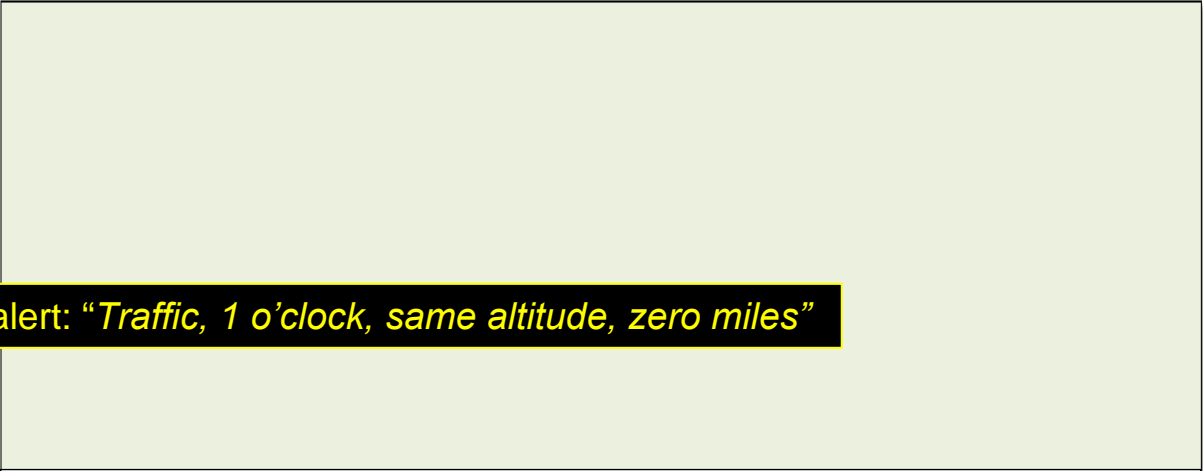 alert: “Traffic, 1 o’clock, same altitude, zero miles”